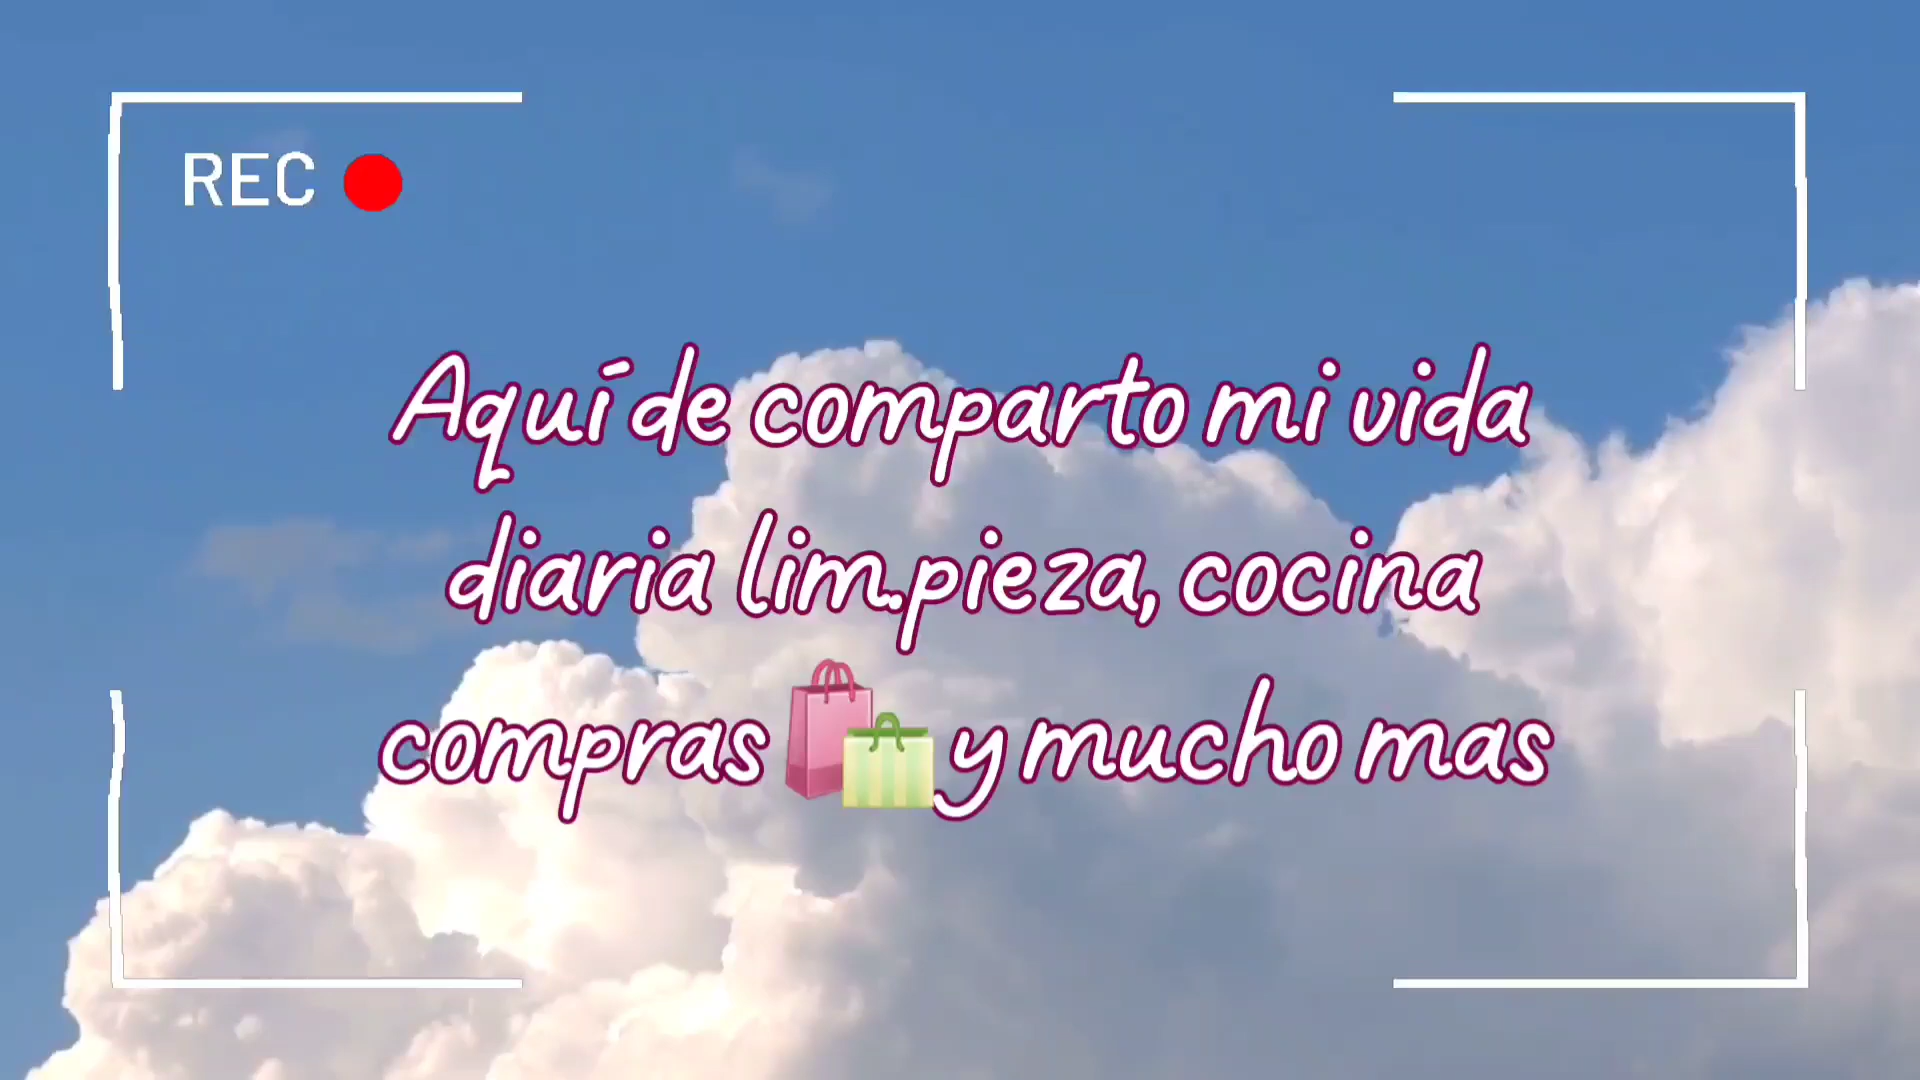 REC
Aquí de comparto mi vida
diaria lim.pieza, cocina
compras🛍️y mucho mas